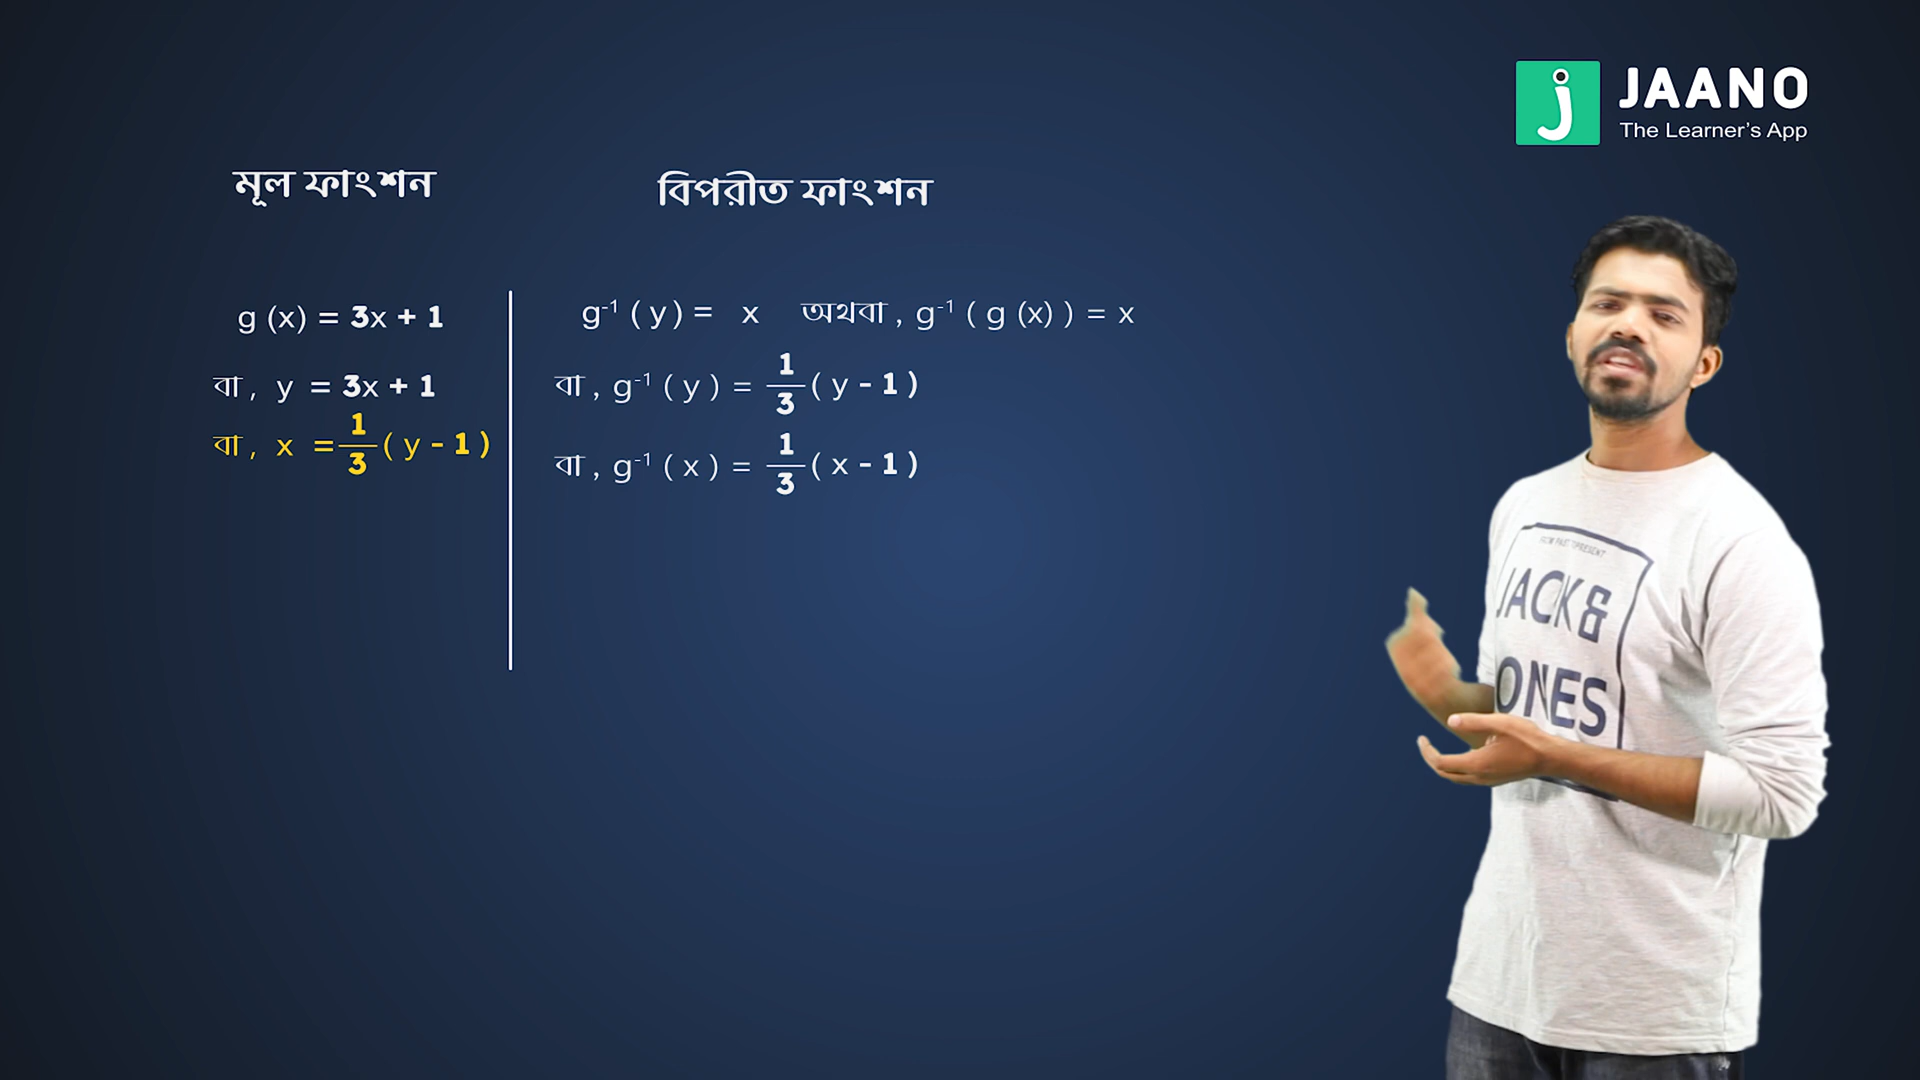 JAANO
The Learner's App
মূল ফাংশন
বিপরীত ফাংশন
g (x) = 3x + 1
বা , y = 3x + 1
বা , x = 1/3 ( y - 1 )
g⁻¹ ( y ) = x অথবা , g⁻¹ ( g (x) ) = x
বা , g⁻¹ ( y ) = 1/3 ( y - 1 )
বা , g⁻¹ ( x ) = 1/3 ( x - 1 )
JACK &
JONES